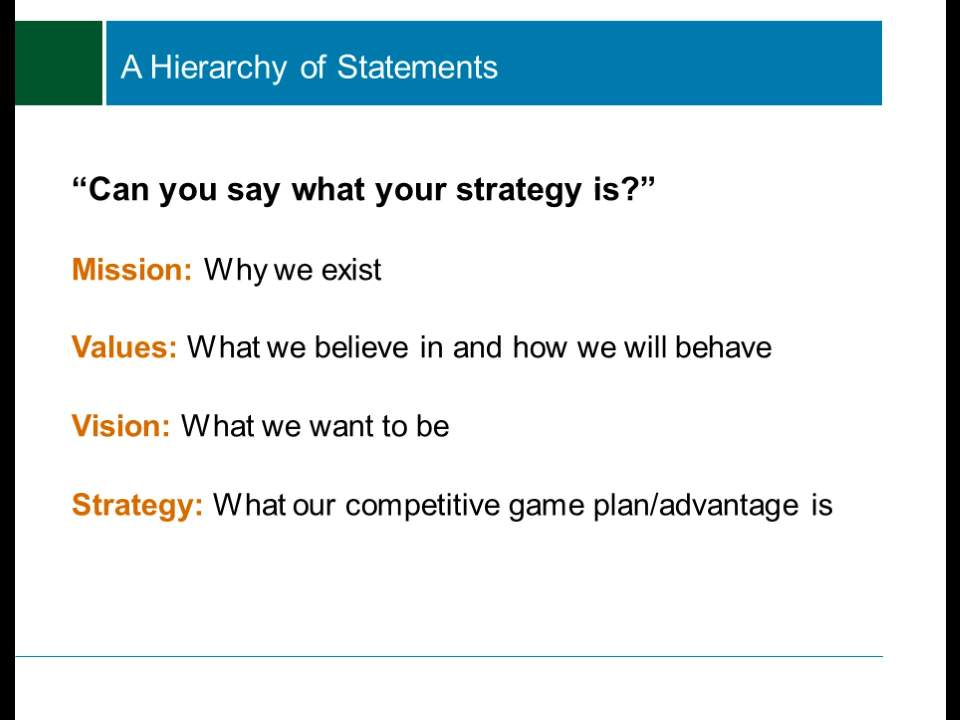 A Hierarchy of Statements
“Can you say what your strategy is?”
Mission: Why we exist
Values: What we believe in and how we will behave
Vision: What we want to be
Strategy: What our competitive game plan/advantage is